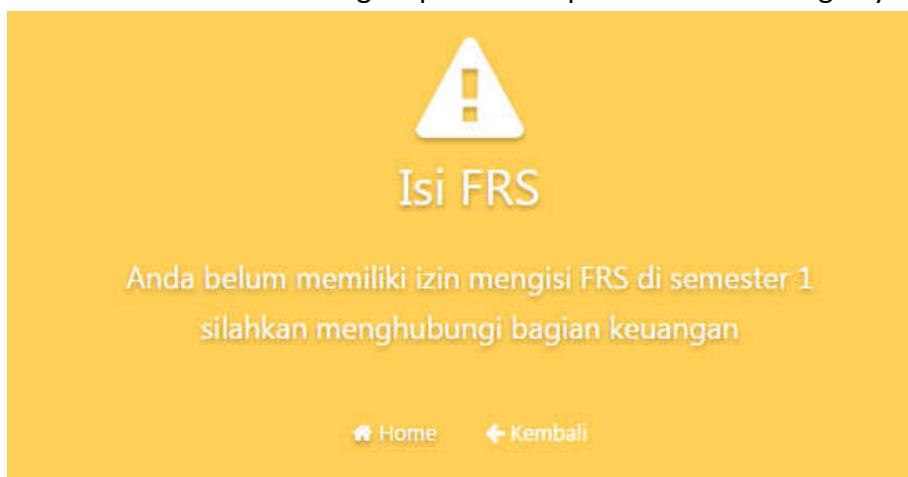 Isi FRS
Anda belum memiliki izin mengisi FRS di semester 1
silahkan menghubungi bagian keuangan
Home Kembali